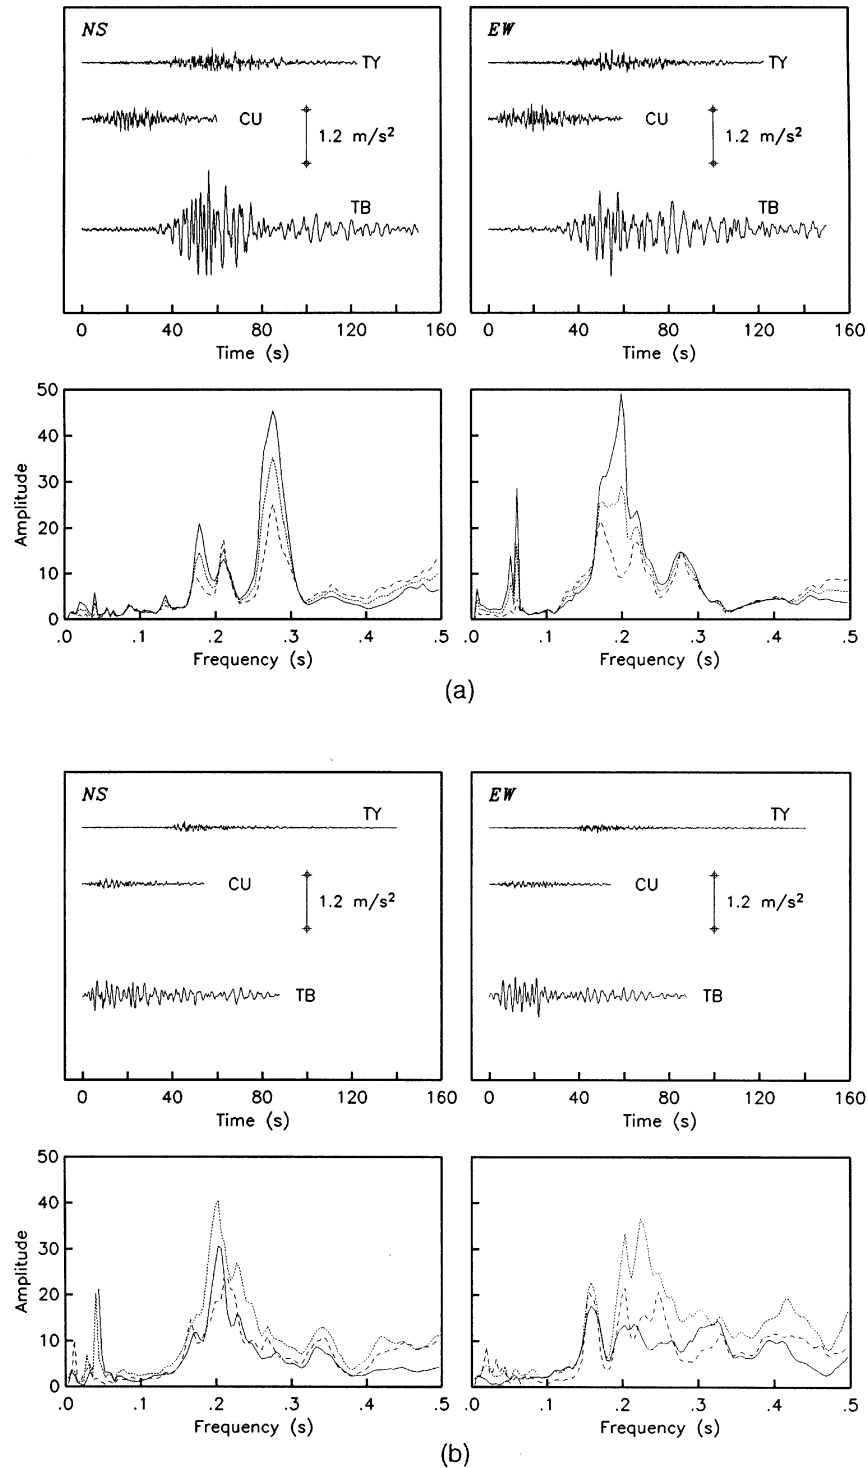 NS
TY
CU
1.2 m/s²
TB
0 40 80 120 160
Time (s)
EW
TY
CU
1.2 m/s²
TB
0 40 80 120 160
Time (s)
50
40
30
20
10
0
Amplitude
.0 .1 .2 .3 .4 .5
Frequency (s)
.0 .1 .2 .3 .4 .5
Frequency (s)
(a)
NS
TY
CU
1.2 m/s²
TB
0 40 80 120 160
Time (s)
EW
TY
CU
1.2 m/s²
TB
0 40 80 120 160
Time (s)
50
40
30
20
10
0
Amplitude
.0 .1 .2 .3 .4 .5
Frequency (s)
.0 .1 .2 .3 .4 .5
Frequency (s)
(b)